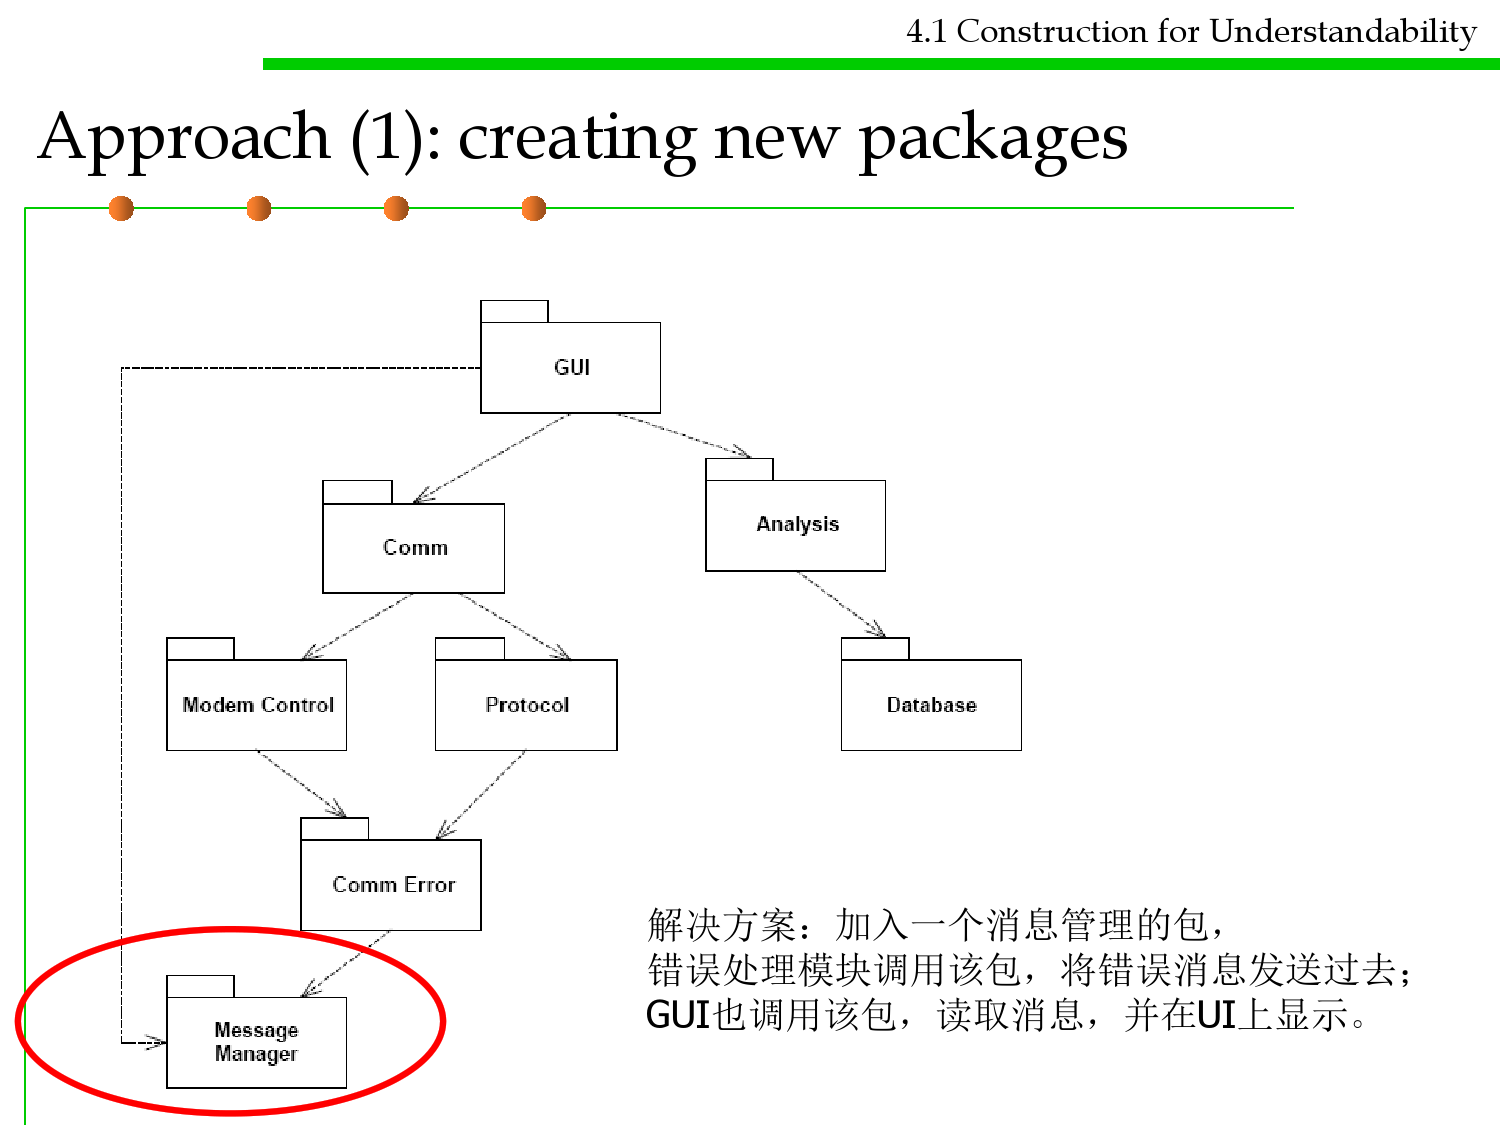 4.1 Construction for Understandability
Approach (1): creating new packages
GUI
Analysis
Comm
Modem Control
Protocol
Database
Comm Error
解决方案：加入一个消息管理的包，
错误处理模块调用该包，将错误消息发送过去；
GUI也调用该包，读取消息，并在UI上显示。
Message
Manager